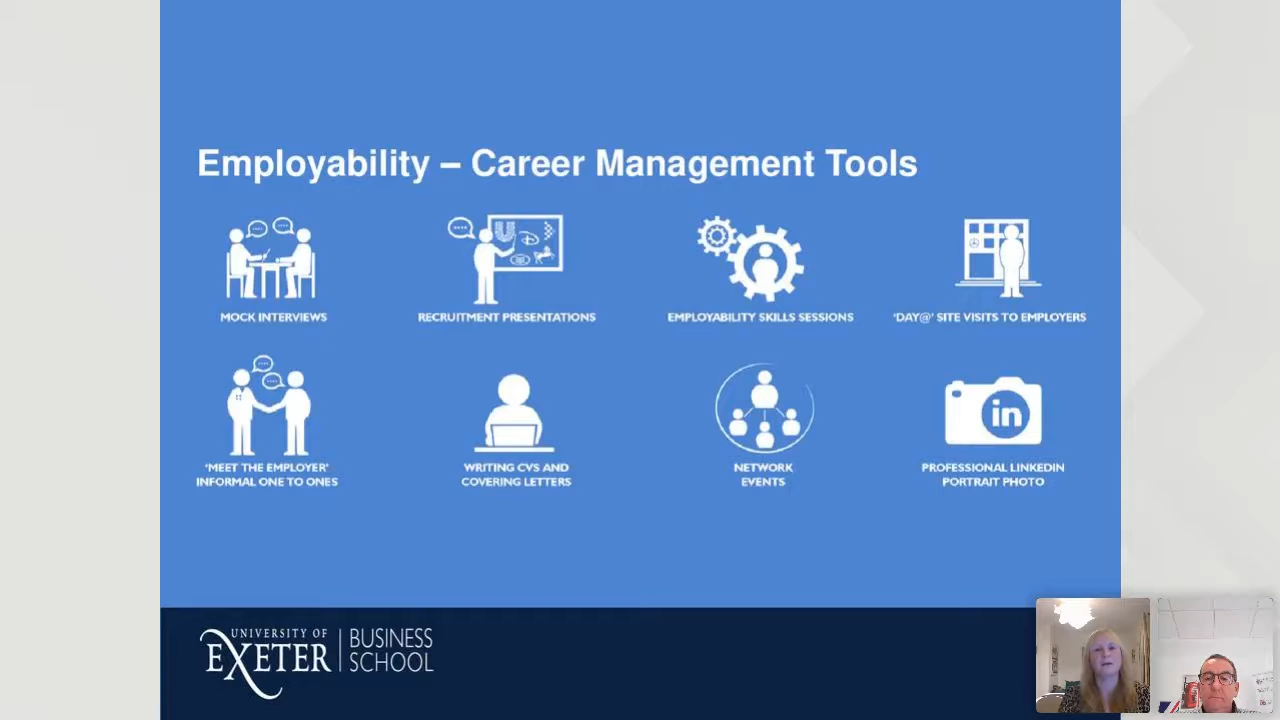 Employability – Career Management Tools
MOCK INTERVIEWS
RECRUITMENT PRESENTATIONS
EMPLOYABILITY SKILLS SESSIONS
'DAY@' SITE VISITS TO EMPLOYERS
'MEET THE EMPLOYER'
INFORMAL ONE TO ONES
WRITING CVS AND
COVERING LETTERS
NETWORK
EVENTS
in
PROFESSIONAL LINKEDIN
PORTRAIT PHOTO
UNIVERSITY OF
EXETER
BUSINESS
SCHOOL